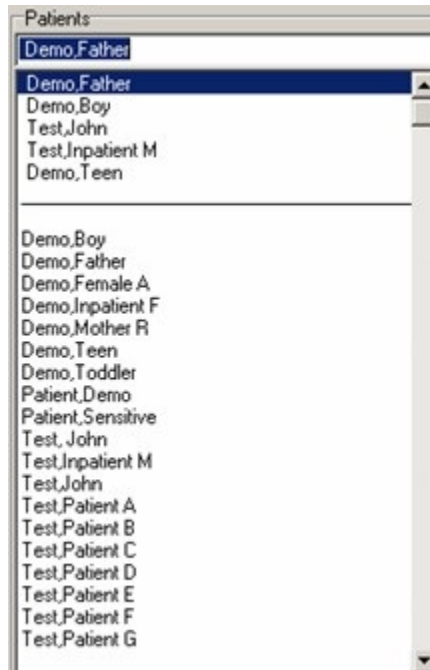 Patients
Demo,Father
Demo,Father
Demo,Boy
Test,John
Test,Inpatient M
Demo,Teen
Demo,Boy
Demo,Father
Demo,Female A
Demo,Inpatient F
Demo,Mother R
Demo,Teen
Demo,Toddler
Patient,Demo
Patient,Sensitive
Test, John
Test,Inpatient M
Test,John
Test,Patient A
Test,Patient B
Test,Patient C
Test,Patient D
Test,Patient E
Test,Patient F
Test,Patient G